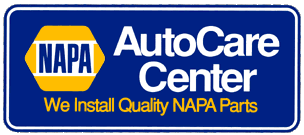 NAPA
AutoCare
Center
We Install Quality NAPA Parts